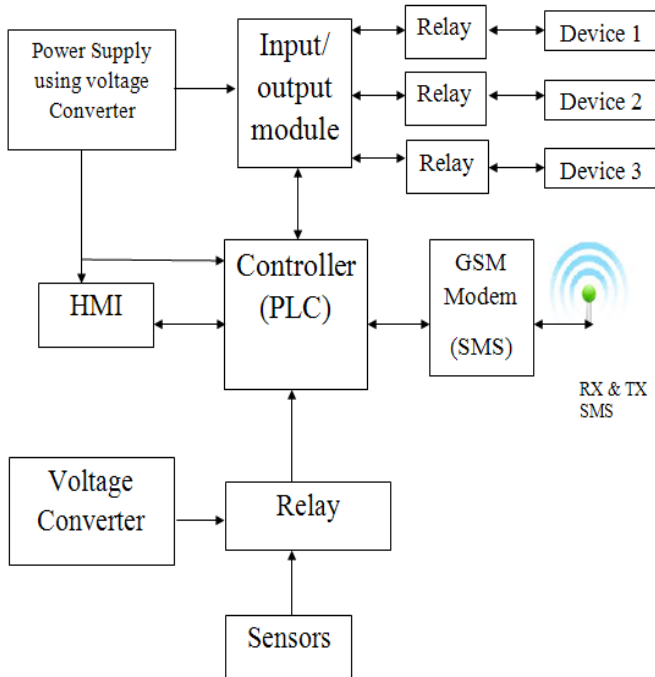 Power Supply
using voltage
Converter
Input/
output
module
Relay
Device 1
Relay
Device 2
Relay
Device 3
HMI
Controller
(PLC)
GSM
Modem
(SMS)
RX & TX
SMS
Voltage
Converter
Relay
Sensors